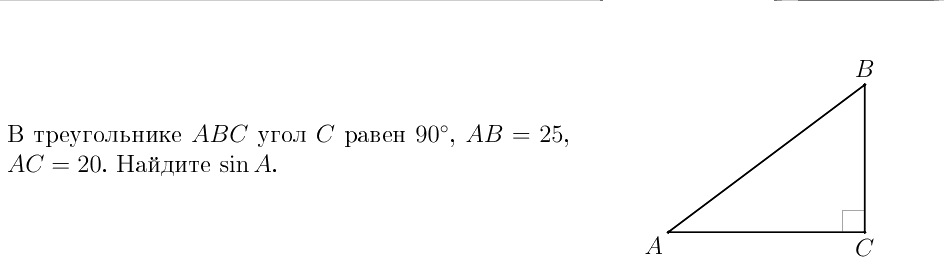 В треугольнике ABC угол C равен 90°, AB = 25,
AC = 20. Найдите sin A.
B
A
C